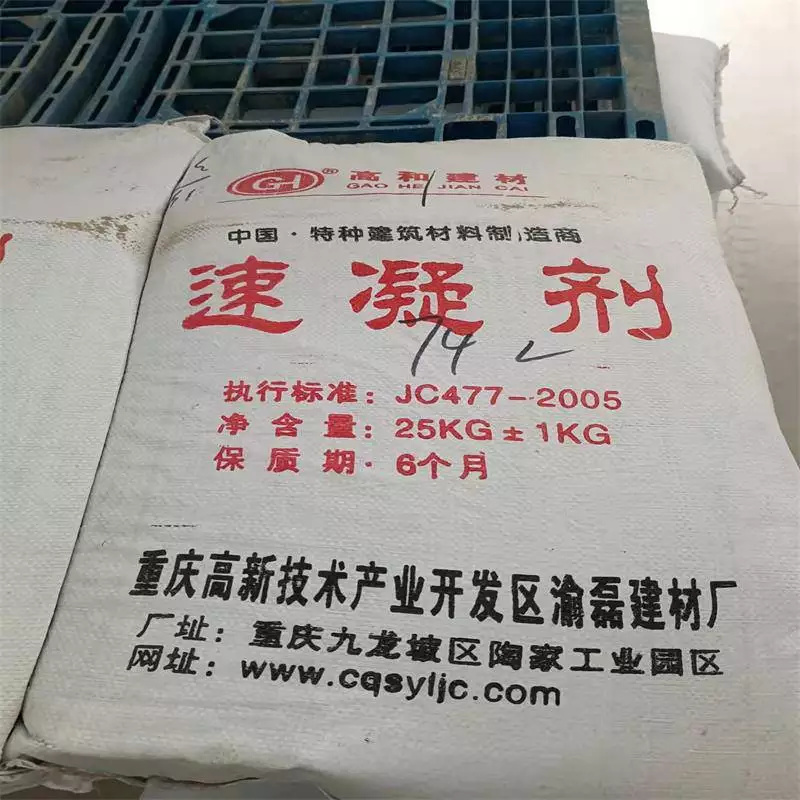 GH® 高和建材
GAO HE JIAN CAI
中国·特种建筑材料制造商
速凝剂
74
执行标准：JC477-2005
净含量：25KG±1KG
保质期·6个月
重庆高新技术产业开发区渝磊建材厂
厂址：重庆九龙坡区陶家工业园区
网址：www.cqsyljc.com